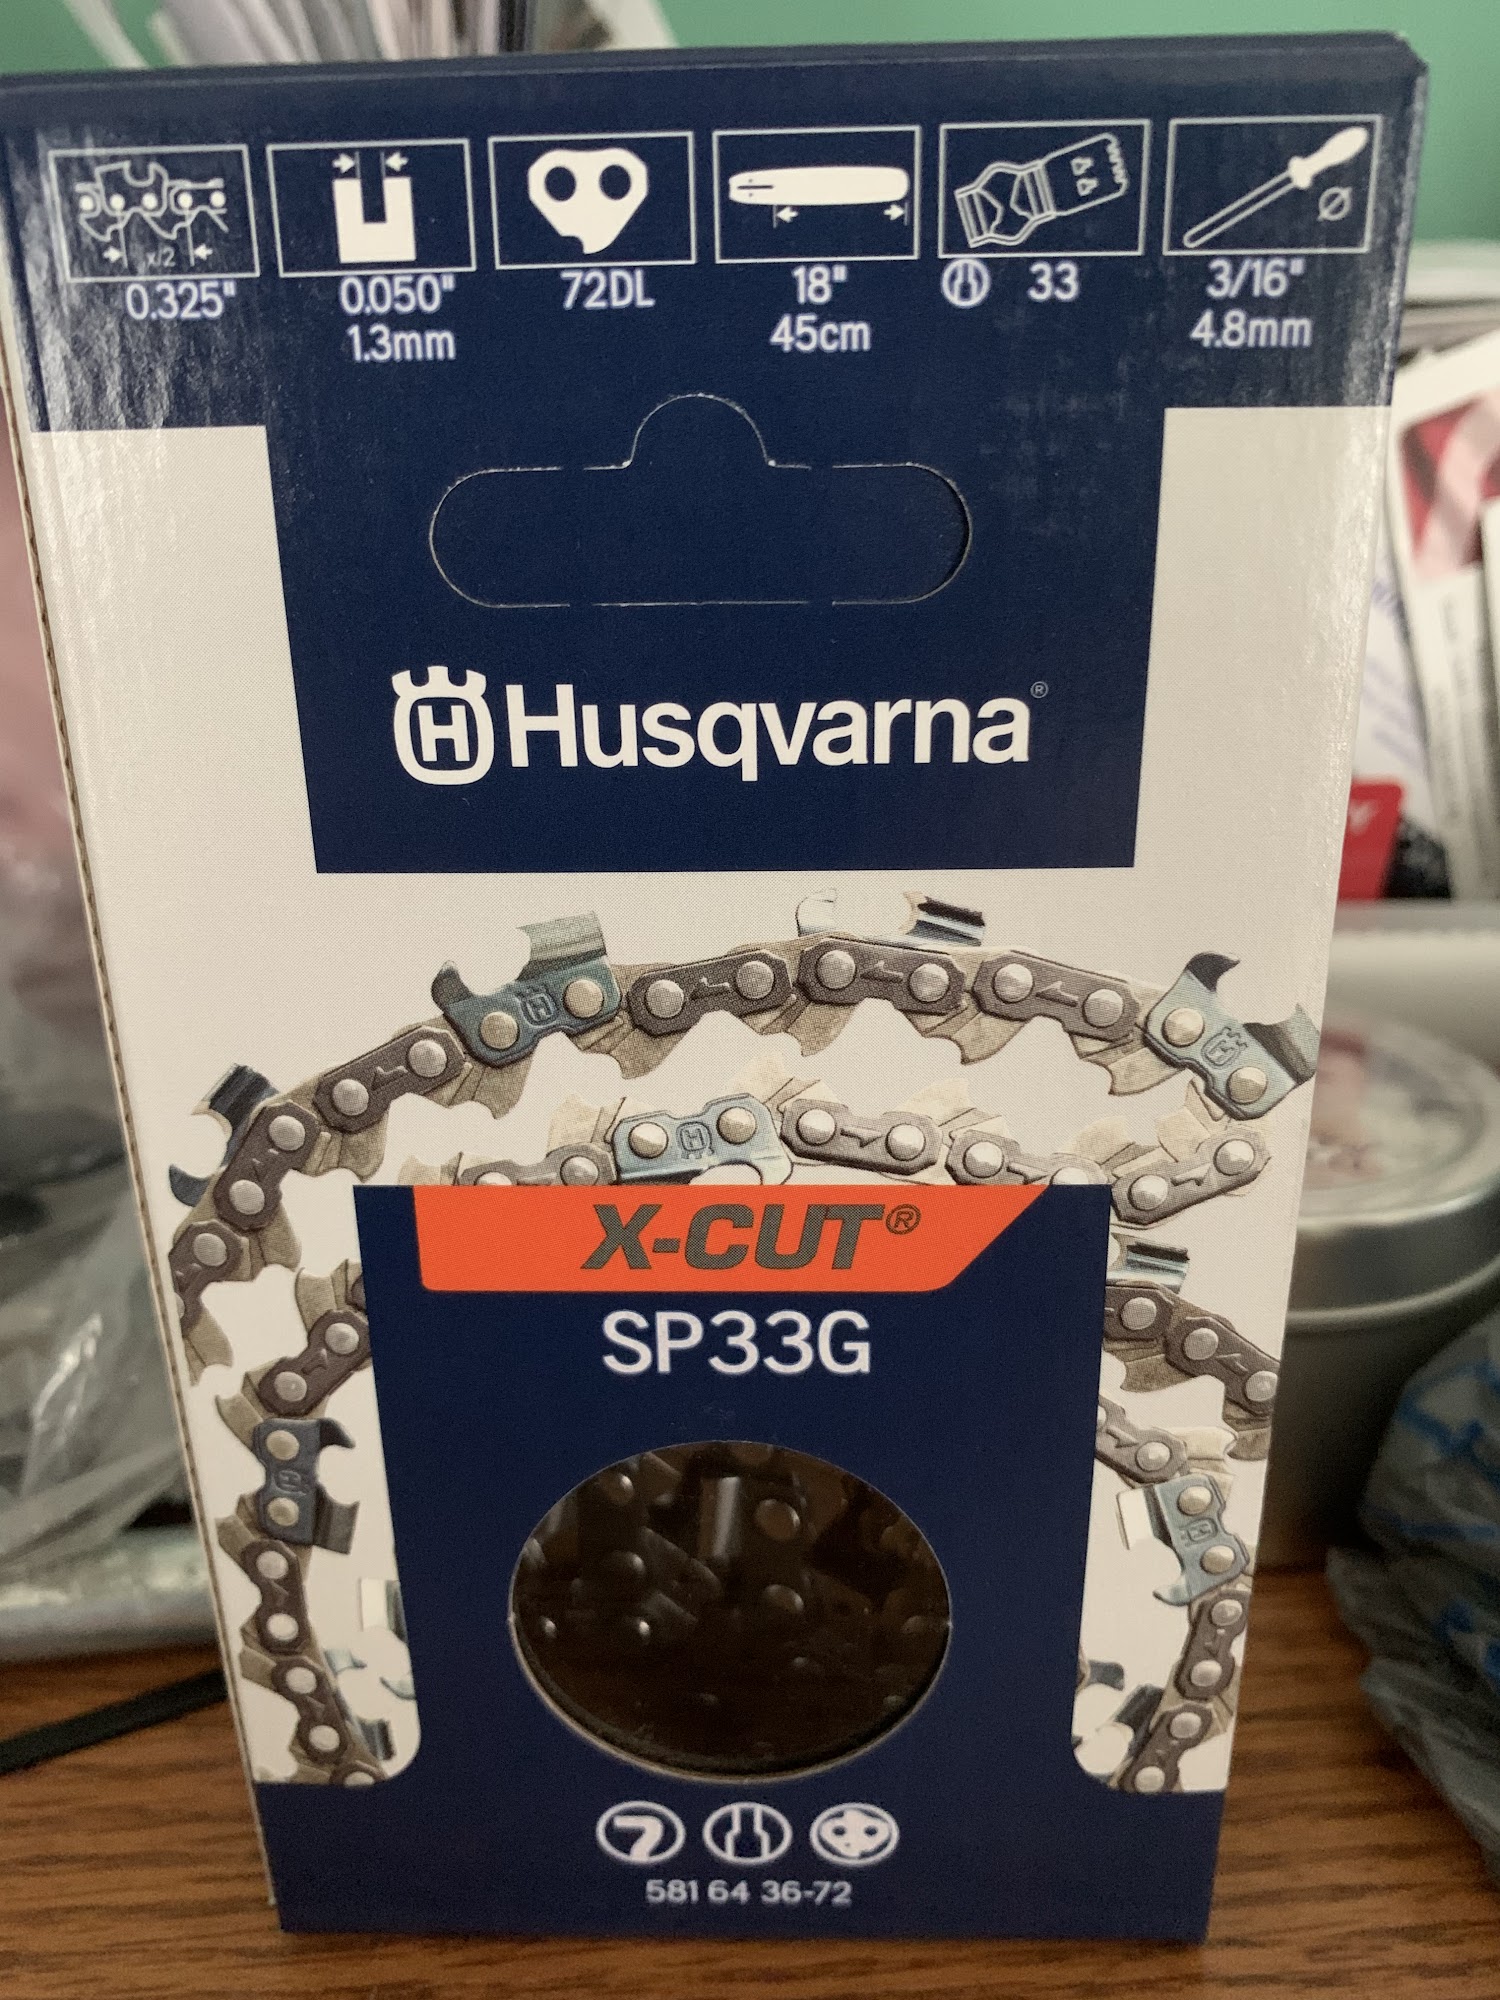 x/2
0.325"
0.050"
1.3mm
72DL
18"
45cm
33
3/16"
4.8mm
H Husqvarna®
X-CUT®
SP33G
581 64 36-72